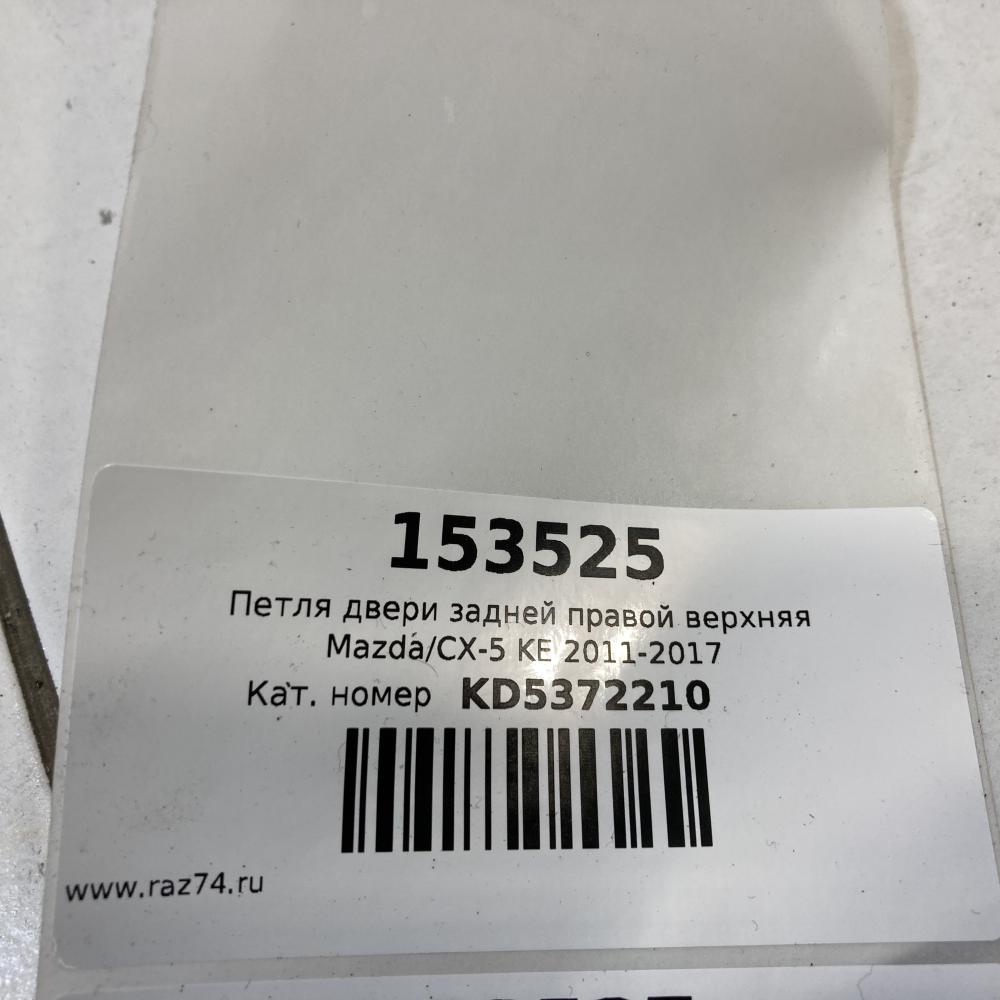 153525
Петля двери задней правой верхняя
Mazda/CX-5 KE 2011-2017
Кат. номер KD5372210
www.raz74.ru